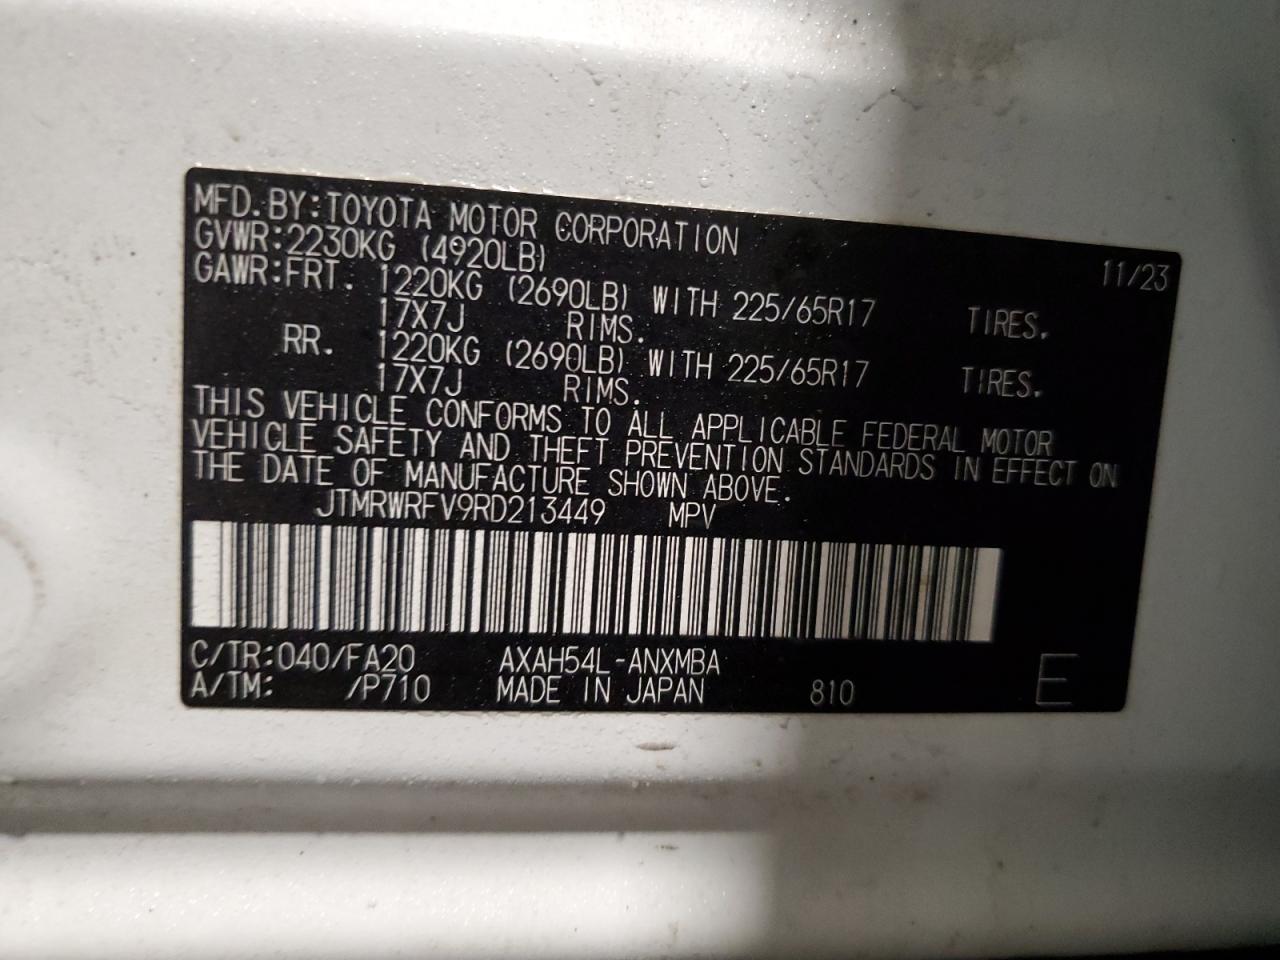 MFD.BY:TOYOTA MOTOR CORPORATION 11/23
GVWR:2230KG (4920LB)
GAWR:FRT. 1220KG (2690LB) WITH 225/65R17 TIRES.
17X7J RIMS.
RR. 1220KG (2690LB) WITH 225/65R17 TIRES.
17X7J RIMS.
THIS VEHICLE CONFORMS TO ALL APPLICABLE FEDERAL MOTOR
VEHICLE SAFETY AND THEFT PREVENTION STANDARDS IN EFFECT ON
THE DATE OF MANUFACTURE SHOWN ABOVE.
JTMRWRFV9RD213449 MPV
C/TR:040/FA20 AXAH54L-ANXMBA
A/TM: /P710 MADE IN JAPAN 810 E